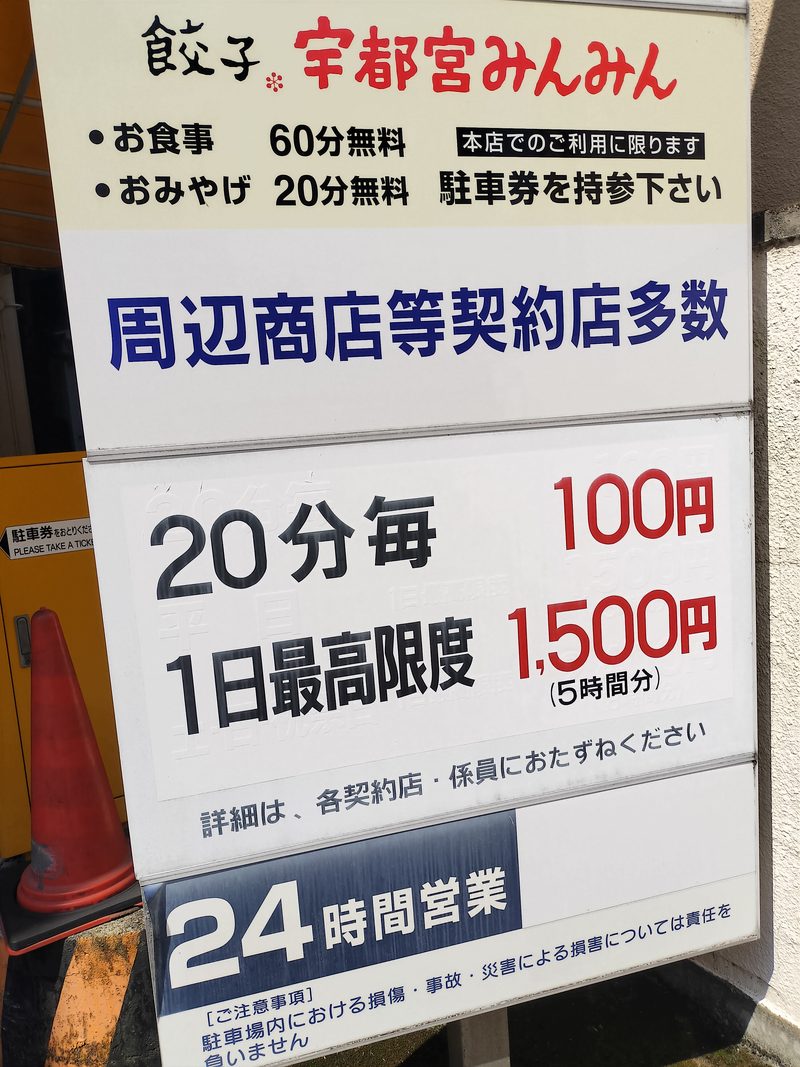 餃子 宇都宮みんみん
●お食事 60分無料 本店でのご利用に限ります
●おみやげ 20分無料 駐車券を持参下さい
周辺商店等契約店多数
20分毎 100円
1日最高限度 1,500円
(5時間分)
詳細は、各契約店・係員におたずねください
24時間営業
[ご注意事項]
駐車場内における損傷・事故・災害による損害については責任を
負いません
駐車券をおとりくださ
PLEASE TAKE A TICKE